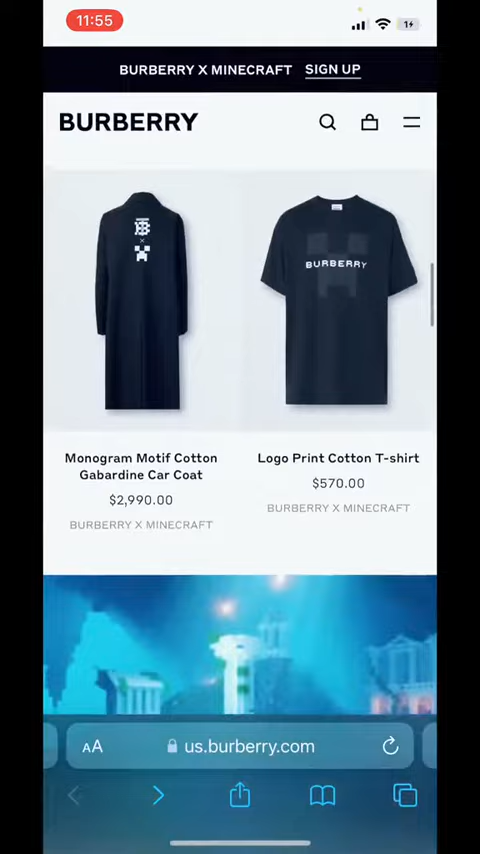 11:55
BURBERRY X MINECRAFT SIGN UP
BURBERRY
BURBERRY
Monogram Motif Cotton
Gabardine Car Coat
$2,990.00
BURBERRY X MINECRAFT
Logo Print Cotton T-shirt
$570.00
BURBERRY X MINECRAFT
AA us.burberry.com